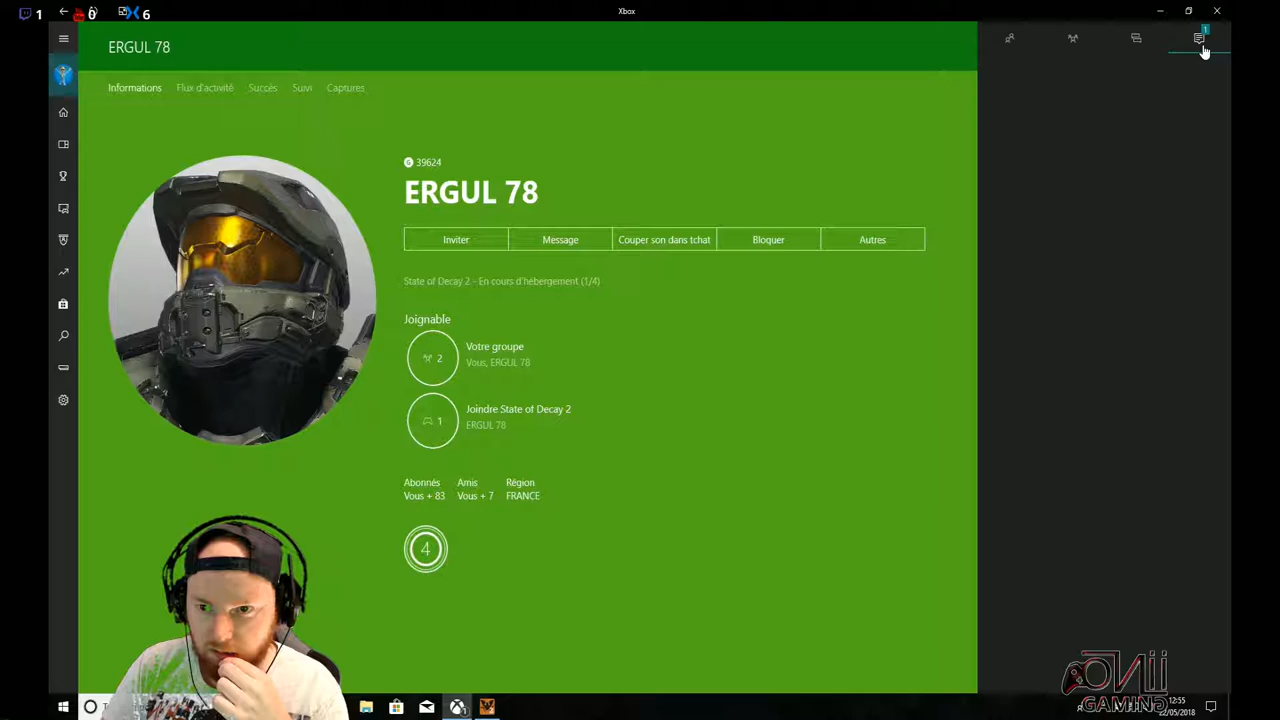 1
0
6
Xbox
1
ERGUL 78
Informations Flux d'activité Succès Suivi Captures
39624
ERGUL 78
Inviter Message Couper son dans tchat Bloquer Autres
State of Decay 2 - En cours d'hébergement (1/4)
Joignable
2
Votre groupe
Vous, ERGUL 78
1
Joindre State of Decay 2
ERGUL 78
Abonnés Amis Région
Vous + 83 Vous + 7 FRANCE
4
ONii
GAMING
12:55
22/05/2018